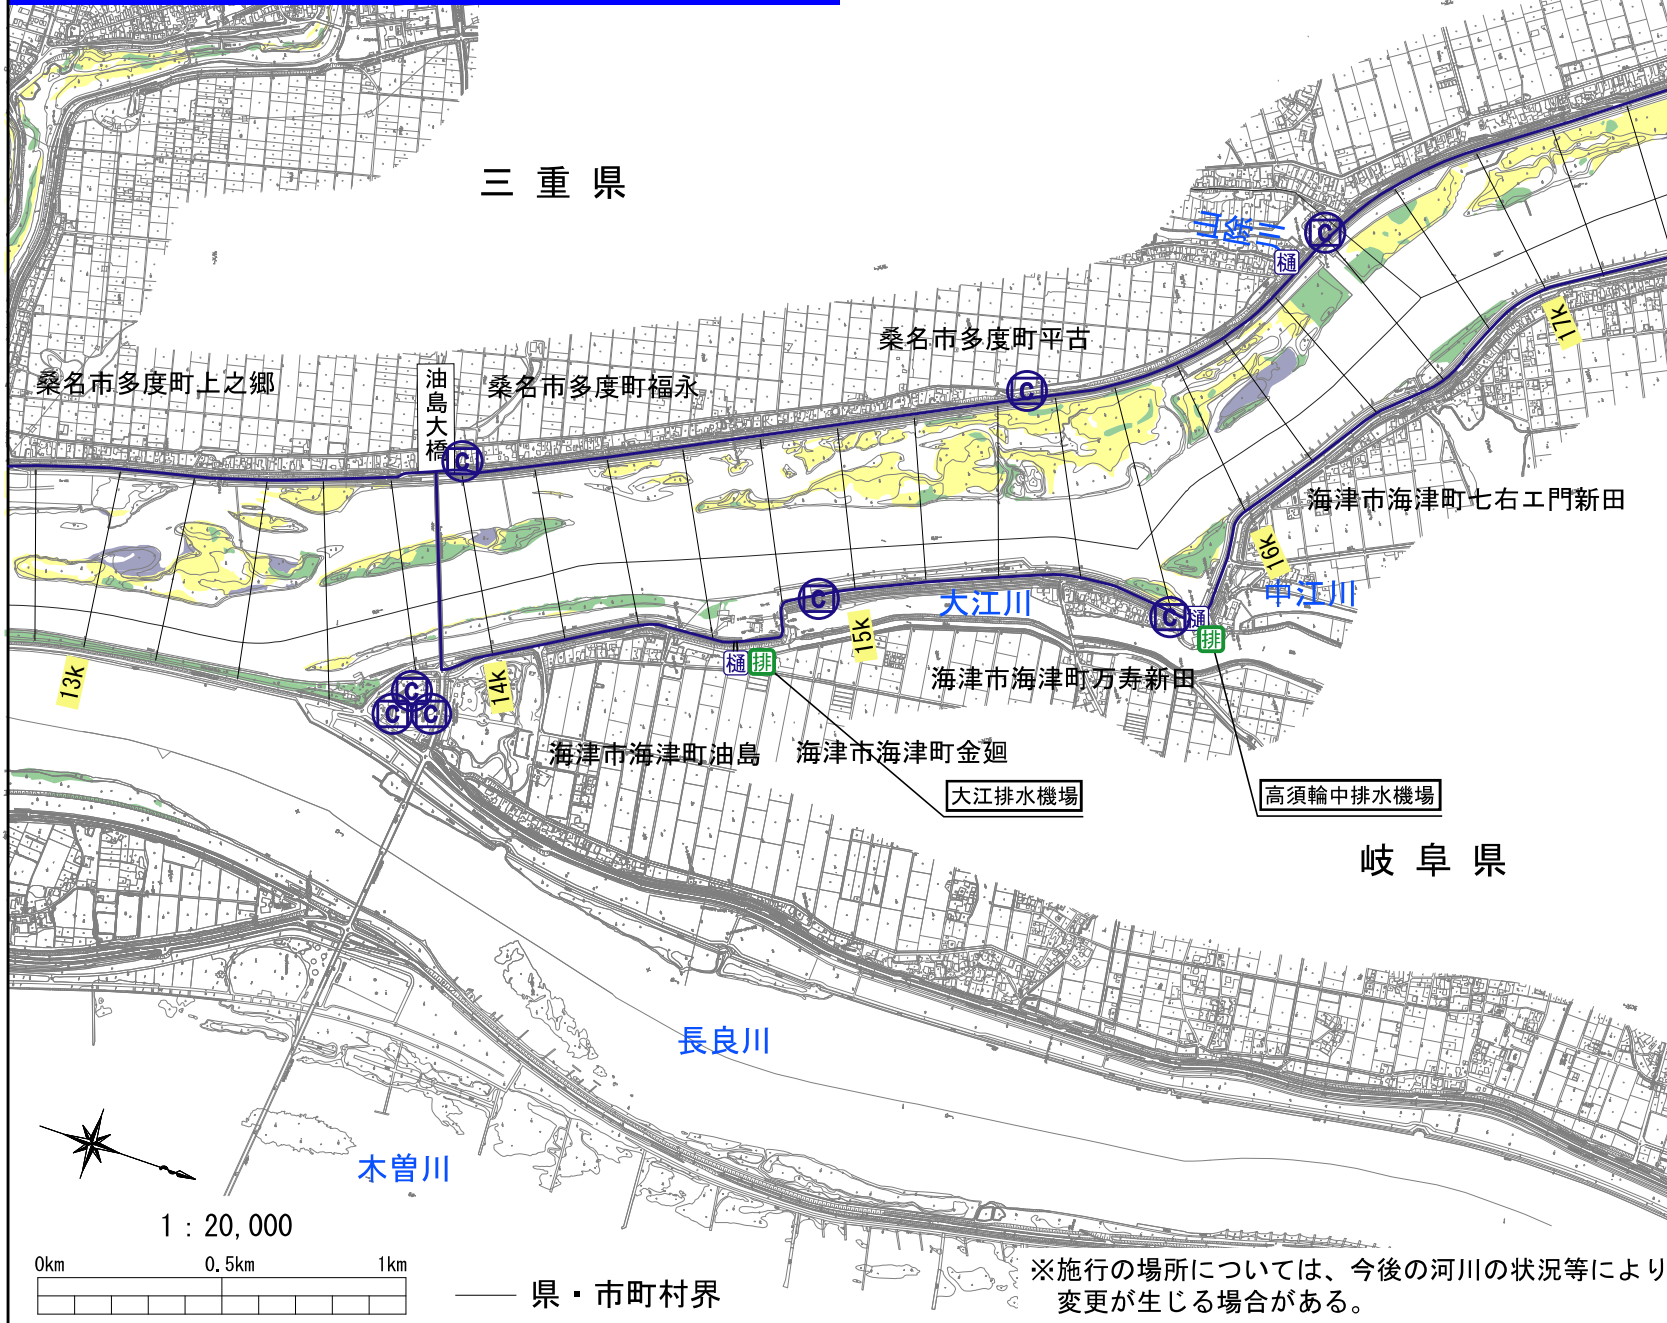 三重県
山除川
C
樋
17k
桑名市多度町平古
桑名市多度町上之郷
油島大橋
桑名市多度町福永
C
C
海津市海津町七右エ門新田
16k
中江川
大江川
C
C
樋
排
15k
樋
排
海津市海津町万寿新田
13k
14k
C
C
C
海津市海津町油島
海津市海津町金廻
大江排水機場
高須輪中排水機場
岐阜県
長良川
木曽川
1:20,000
0km 0.5km 1km
県・市町村界
※施行の場所については、今後の河川の状況等により
変更が生じる場合がある。